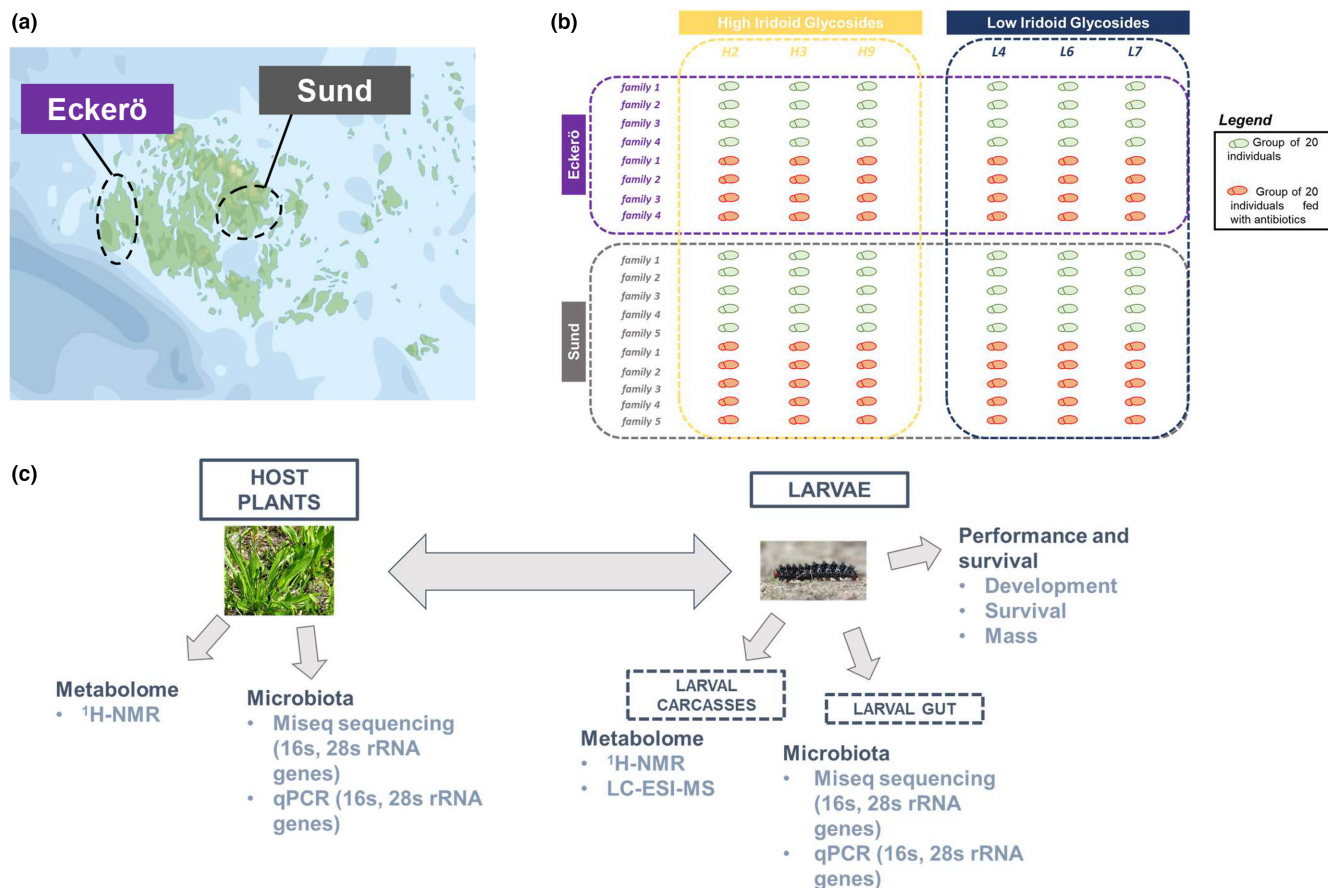 (a)
Eckerö
Sund
(b)
High Iridoid Glycosides
Low Iridoid Glycosides
H2 H3 H9
L4 L6 L7
Eckerö
family 1
family 2
family 3
family 4
family 1
family 2
family 3
family 4
Sund
family 1
family 2
family 3
family 4
family 5
family 1
family 2
family 3
family 4
family 5
Legend
Group of 20
individuals
Group of 20
individuals fed
with antibiotics
(c)
HOST
PLANTS
Metabolome
• ¹H-NMR
Microbiota
• Miseq sequencing
(16s, 28s rRNA
genes)
• qPCR (16s, 28s rRNA
genes)
LARVAE
Performance and
survival
• Development
• Survival
• Mass
LARVAL
CARCASSES
Metabolome
• ¹H-NMR
• LC-ESI-MS
LARVAL GUT
Microbiota
• Miseq sequencing
(16s, 28s rRNA
genes)
• qPCR (16s, 28s rRNA
genes)